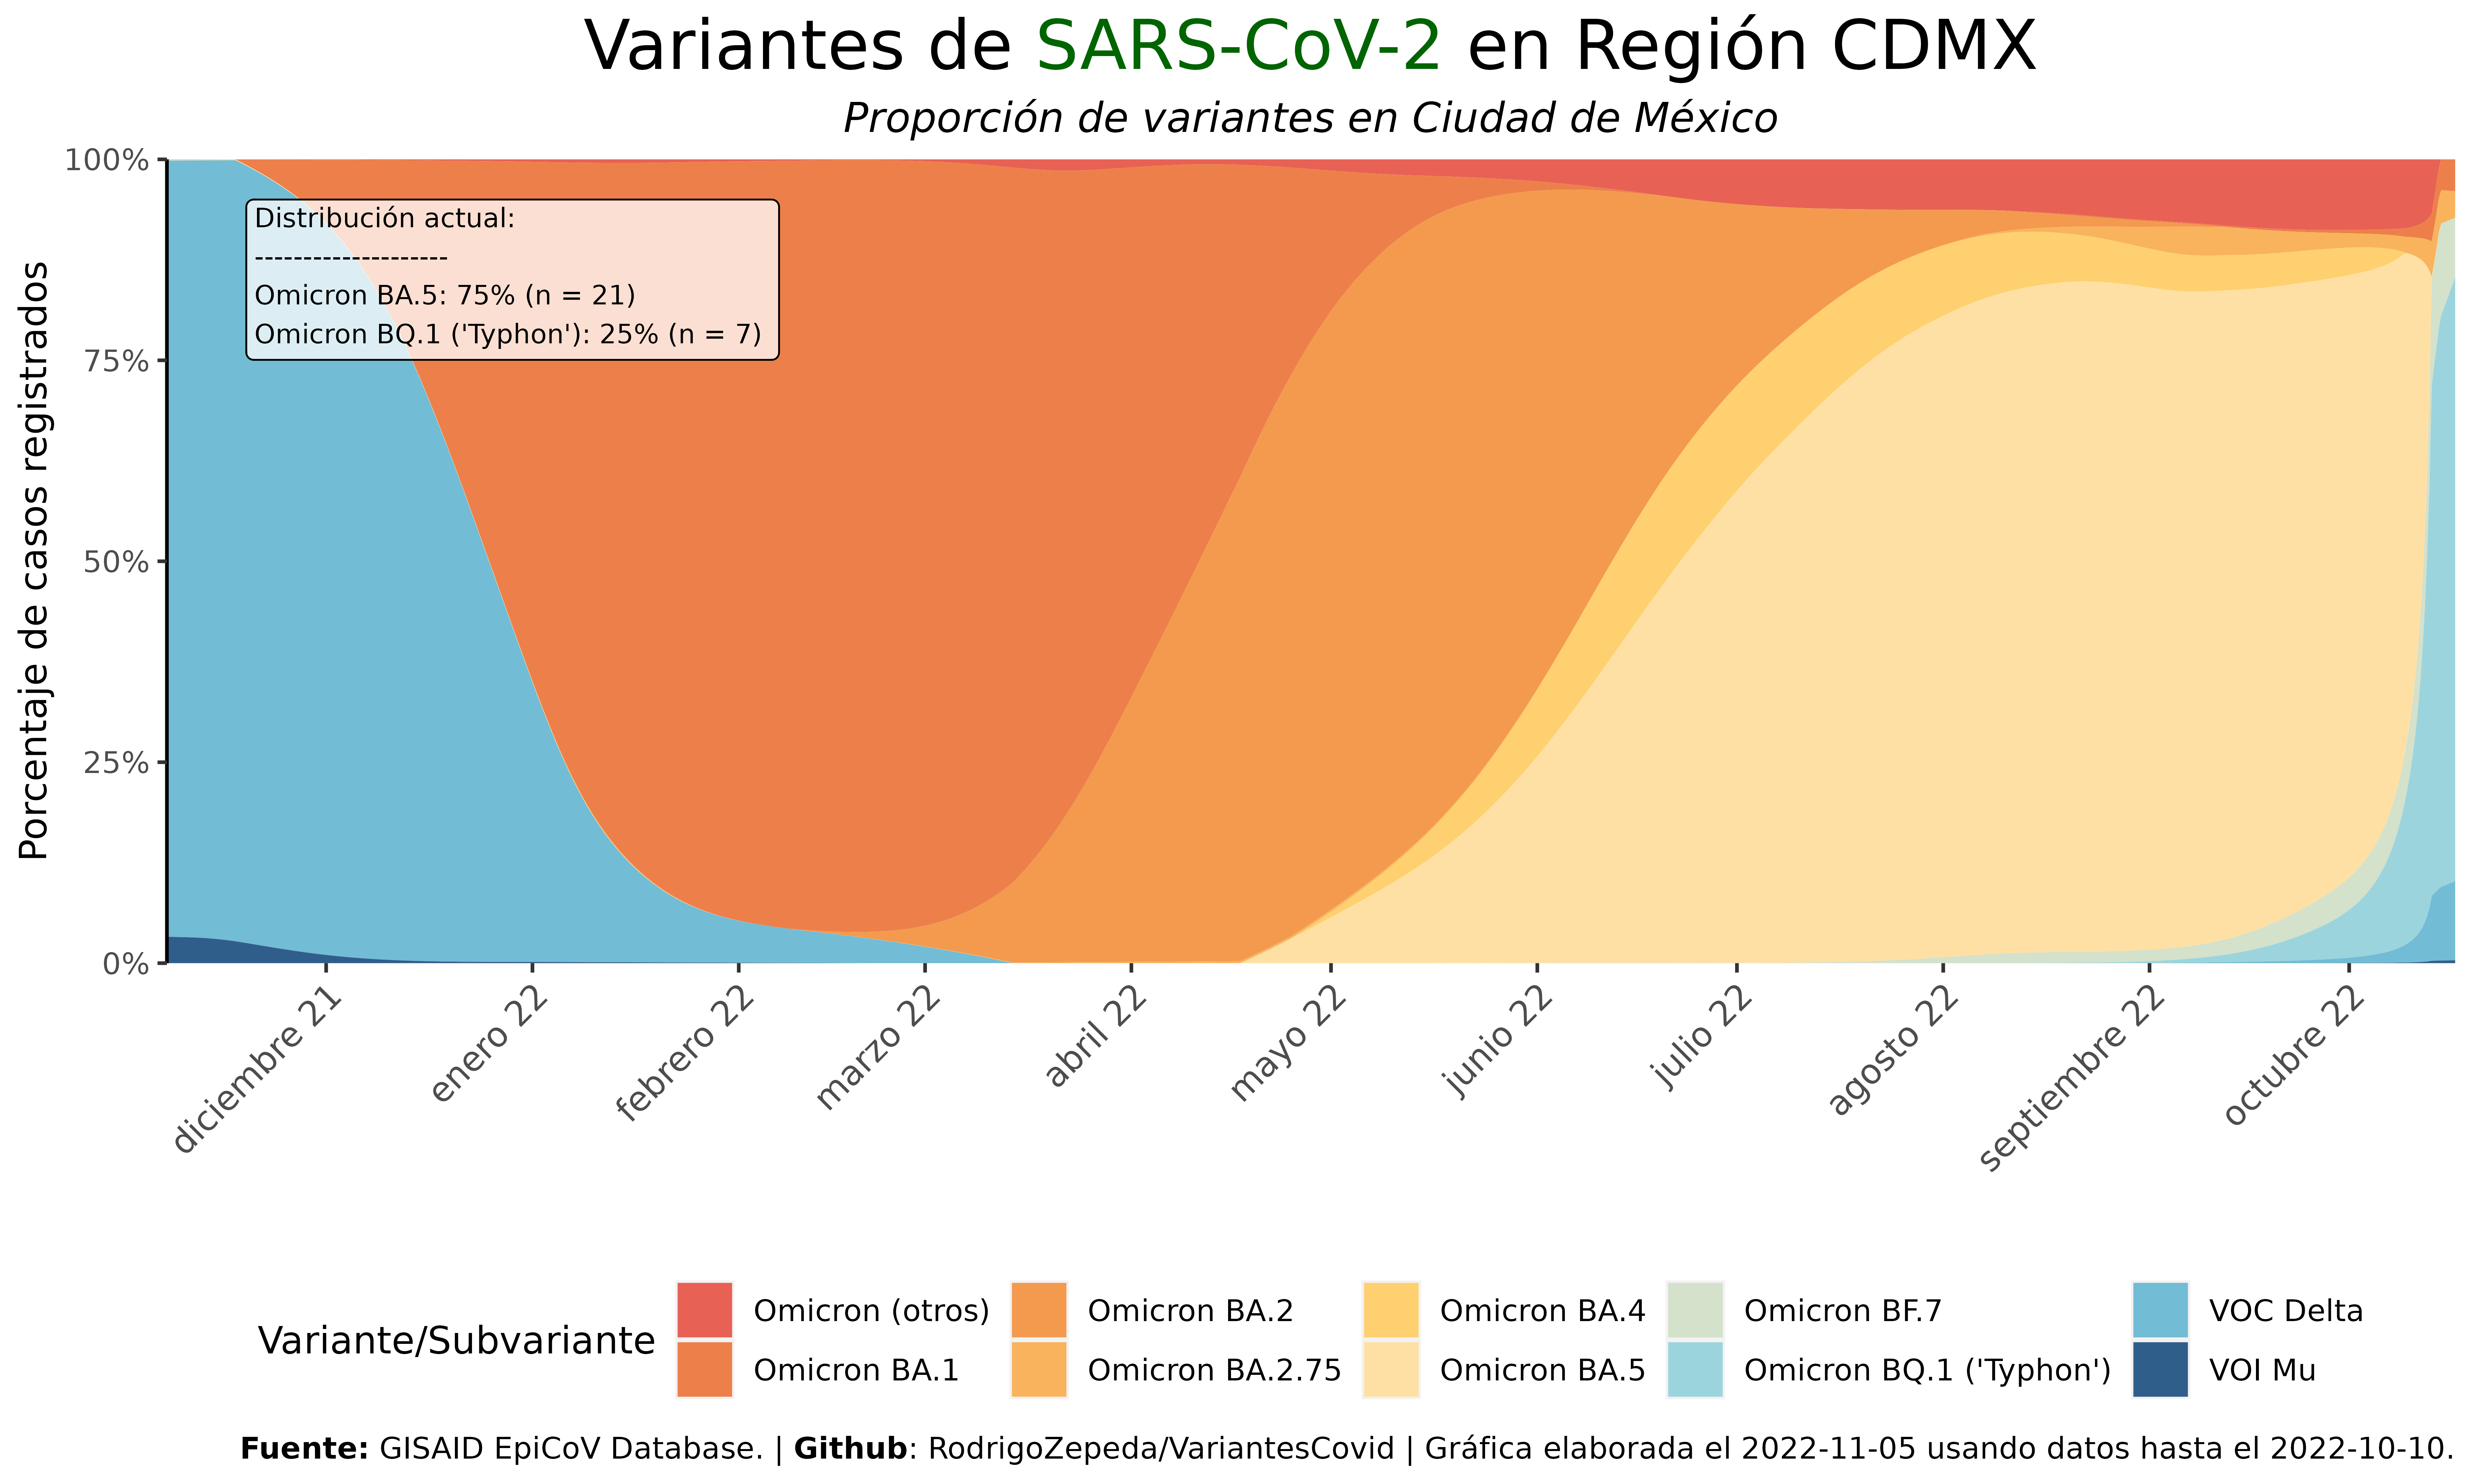 Variantes de SARS-CoV-2 en Región CDMX
Proporción de variantes en Ciudad de México
Porcentaje de casos registrados
100%
75%
50%
25%
0%
Distribución actual:
--------------------
Omicron BA.5: 75% (n = 21)
Omicron BQ.1 ('Typhon'): 25% (n = 7)
diciembre 21
enero 22
febrero 22
marzo 22
abril 22
mayo 22
junio 22
julio 22
agosto 22
septiembre 22
octubre 22
Variante/Subvariante
Omicron (otros)
Omicron BA.1
Omicron BA.2
Omicron BA.2.75
Omicron BA.4
Omicron BA.5
Omicron BF.7
Omicron BQ.1 ('Typhon')
VOC Delta
VOI Mu
Fuente: GISAID EpiCoV Database. | Github: RodrigoZepeda/VariantesCovid | Gráfica elaborada el 2022-11-05 usando datos hasta el 2022-10-10.